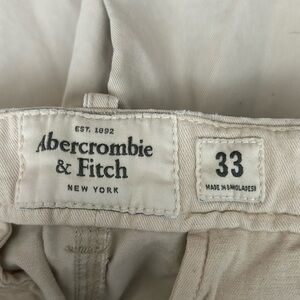 EST. 1892
Abercrombie
& Fitch
NEW YORK
33
MADE IN BANGLADESH